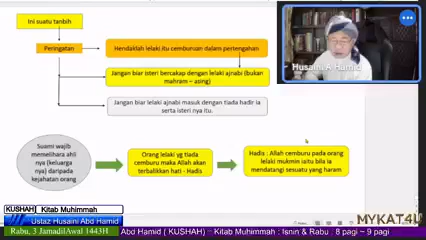 Ini suatu tanbih
Peringatan
Hendaklah lelaki itu cemburuan dalam pertengahan
Jangan biar isteri bercakap dengan lelaki ajnabi (bukan
mahram – asing)
Jangan biar lelaki ajnabi masuk dengan tiada hadir ia
serta isteri nya itu.
Husaini A Hamid
Suami wajib
memelihara ahli
nya (keluarga
nya) daripada
kejahatan orang
Orang lelaki yg tiada
cemburu maka Allah akan
terbalikkan hati - Hadis
Hadis : Allah cemburu pada orang
lelaki mukmin iaitu bila ia
mendatangi sesuatu yang haram
(KUSHAH) Kitab Muhimmah
Ustaz Husaini Abd Hamid
MYKAT4U
Rabu, 3 JamadilAwal 1443H
Abd Hamid ( KUSHAH) ~ Kitab Muhimmah : Isnin & Rabu : 8 pagi ~ 9 pagi